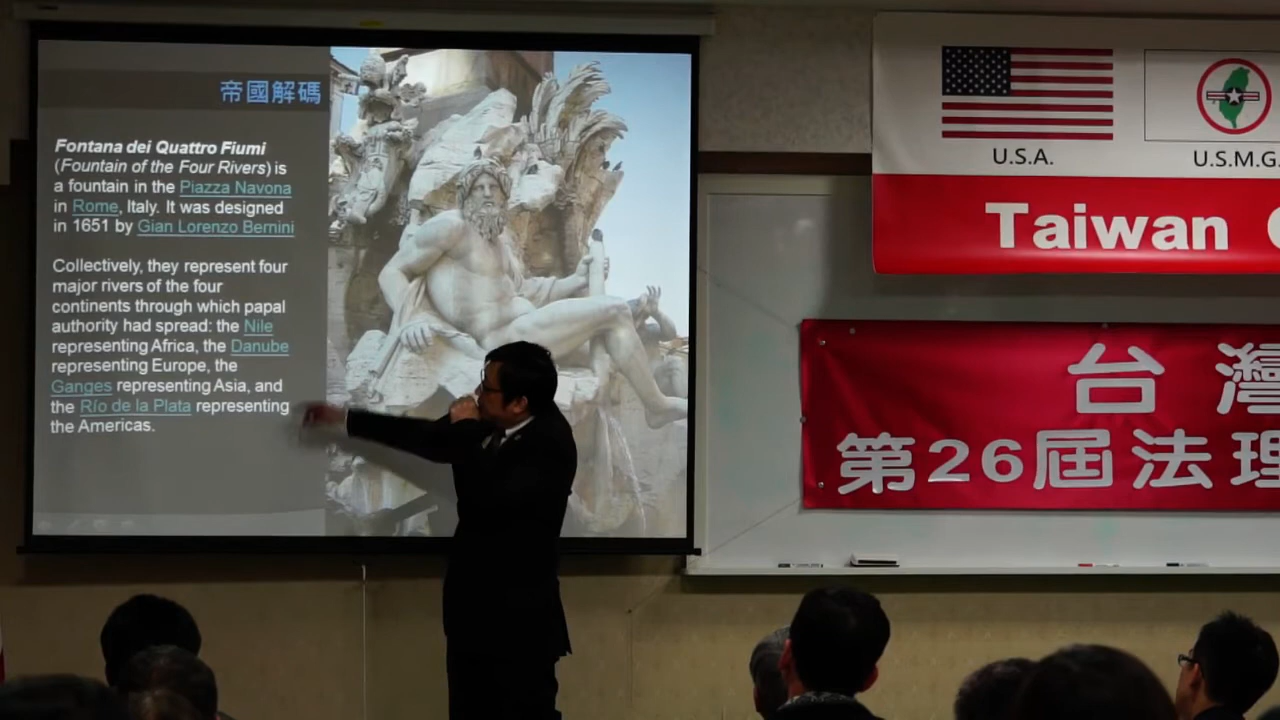 帝國解碼
Fontana dei Quattro Fiumi
(Fountain of the Four Rivers) is
a fountain in the Piazza Navona
in Rome, Italy. It was designed
in 1651 by Gian Lorenzo Bernini
Collectively, they represent four
major rivers of the four
continents through which papal
authority had spread: the Nile
representing Africa, the Danube
representing Europe, the
Ganges representing Asia, and
the Río de la Plata representing
the Americas.
U.S.A.
U.S.M.G.
Taiwan
台灣
第26屆法理